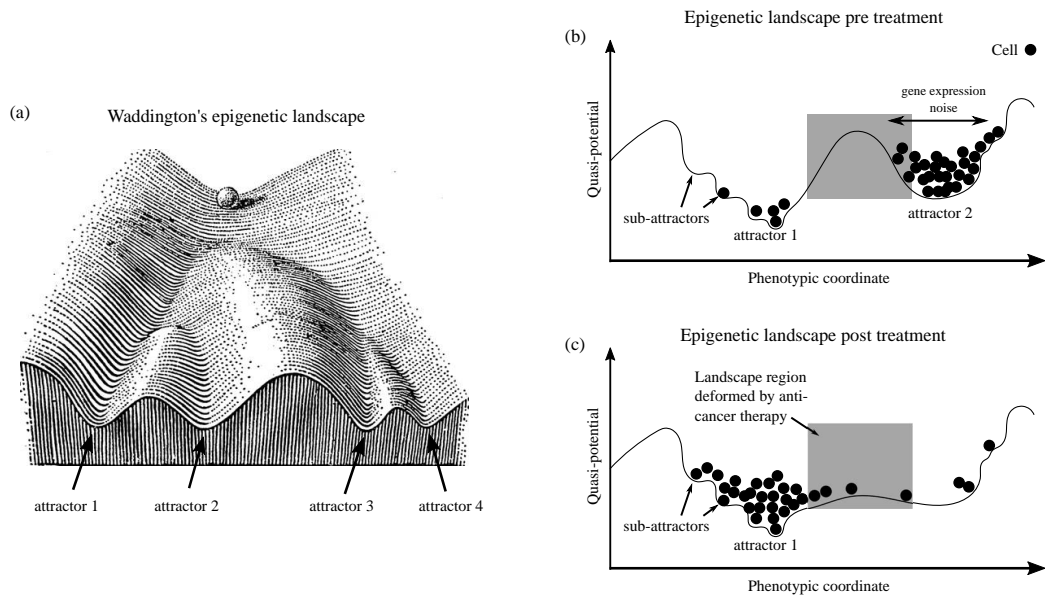 (a)
Waddington's epigenetic landscape
attractor 1
attractor 2
attractor 3
attractor 4
Epigenetic landscape pre treatment
(b)
Cell
gene expression
noise
Quasi-potential
sub-attractors
attractor 1
attractor 2
Phenotypic coordinate
Epigenetic landscape post treatment
(c)
Landscape region
deformed by anti-
cancer therapy
Quasi-potential
sub-attractors
attractor 1
Phenotypic coordinate